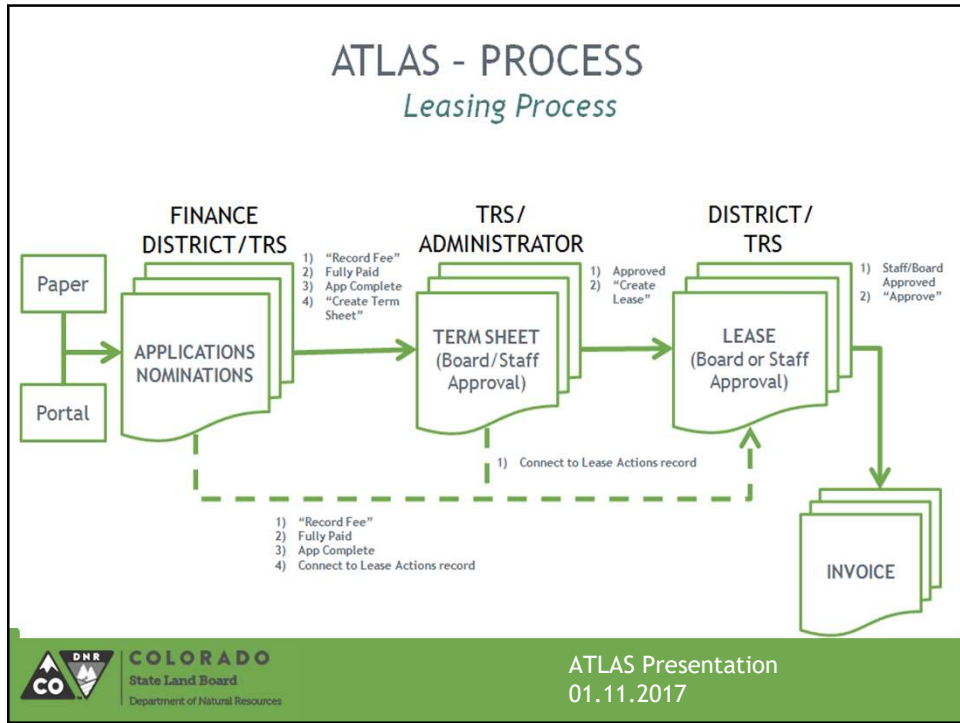 ATLAS - PROCESS
Leasing Process
FINANCE
DISTRICT/TRS
TRS/
ADMINISTRATOR
DISTRICT/
TRS
Paper
Portal
APPLICATIONS
NOMINATIONS
1) "Record Fee"
2) Fully Paid
3) App Complete
4) "Create Term
Sheet"
TERM SHEET
(Board/Staff
Approval)
1) Approved
2) "Create
Lease"
LEASE
(Board or Staff
Approval)
1) Staff/Board
Approved
2) "Approve"
1) Connect to Lease Actions record
1) "Record Fee"
2) Fully Paid
3) App Complete
4) Connect to Lease Actions record
INVOICE
CO
DNR
COLORADO
State Land Board
Department of Natural Resources
ATLAS Presentation
01.11.2017